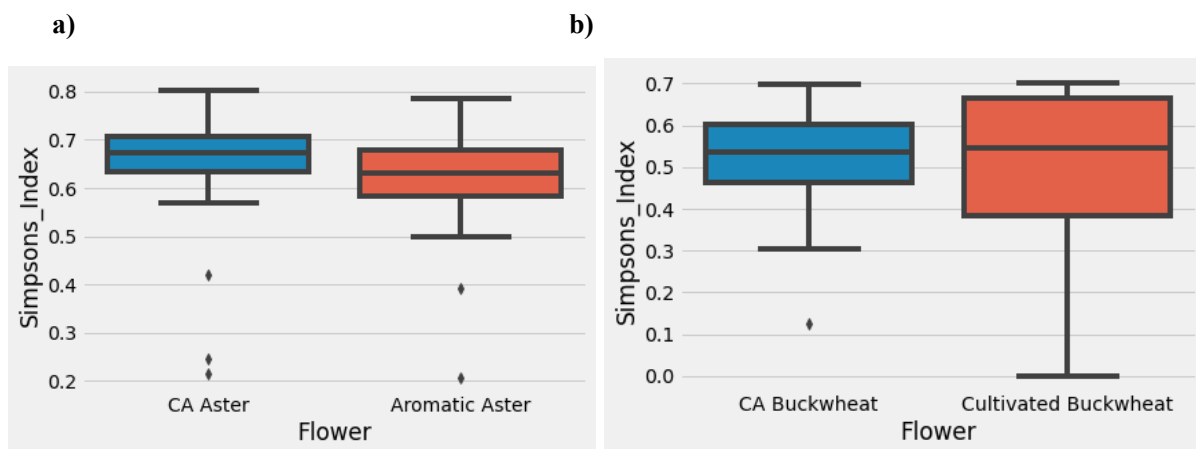 a)
b)
Simpsons_Index
0.8
0.7
0.6
0.5
0.4
0.3
0.2
CA Aster
Aromatic Aster
Flower
Simpsons_Index
0.7
0.6
0.5
0.4
0.3
0.2
0.1
0.0
CA Buckwheat
Cultivated Buckwheat
Flower